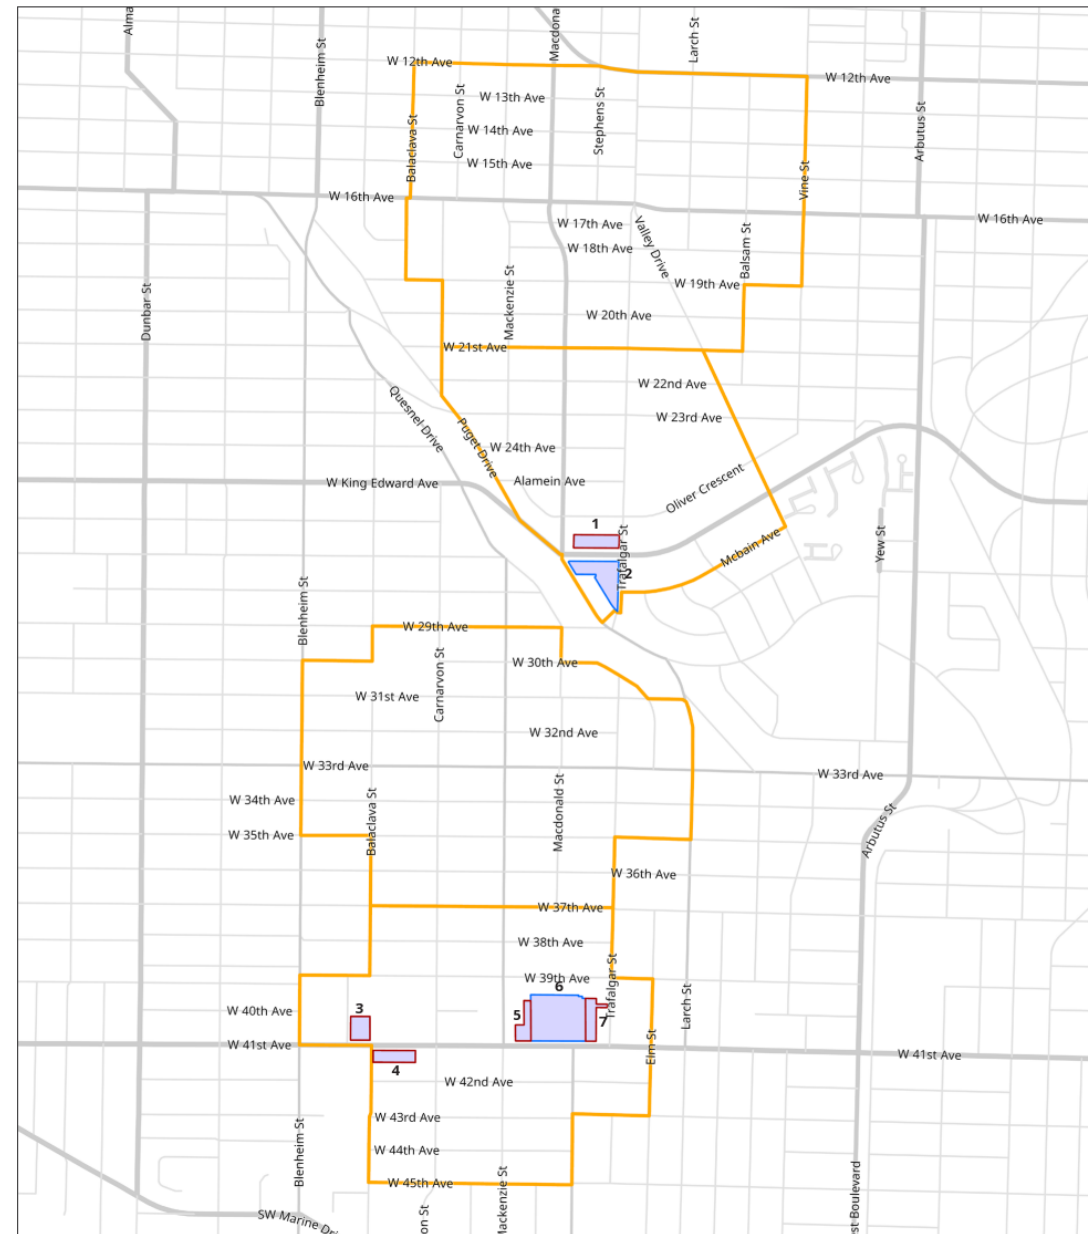 Alma
Blenheim St
Macdona
Larch St
W 12th Ave
W 12th Ave
Balaclava St
Carnarvon St
W 13th Ave
Stephens St
Arbutus St
W 14th Ave
W 15th Ave
Vine St
W 16th Ave
W 16th Ave
W 17th Ave
Valley Drive
W 18th Ave
Balsam St
Dunbar St
Mackenzie St
W 19th Ave
W 20th Ave
W 21st Ave
W 22nd Ave
Quesnel Drive
W 23rd Ave
Puget Drive
W 24th Ave
W King Edward Ave
Alamein Ave
Oliver Crescent
1
Trafalgar St
Mcbain Ave
Yew St
2
Blenheim St
W 29th Ave
Carnarvon St
W 30th Ave
W 31st Ave
W 32nd Ave
W 33rd Ave
W 33rd Ave
W 34th Ave
Balaclava St
Macdonald St
W 35th Ave
Arbutus St
W 36th Ave
W 37th Ave
W 38th Ave
W 39th Ave
Trafalgar St
6
Larch St
W 40th Ave
3
5
7
W 41st Ave
Elm St
W 41st Ave
4
W 42nd Ave
W 43rd Ave
Blenheim St
W 44th Ave
W 45th Ave
Mackenzie St
on St
st Boulevard
SW Marine Dri